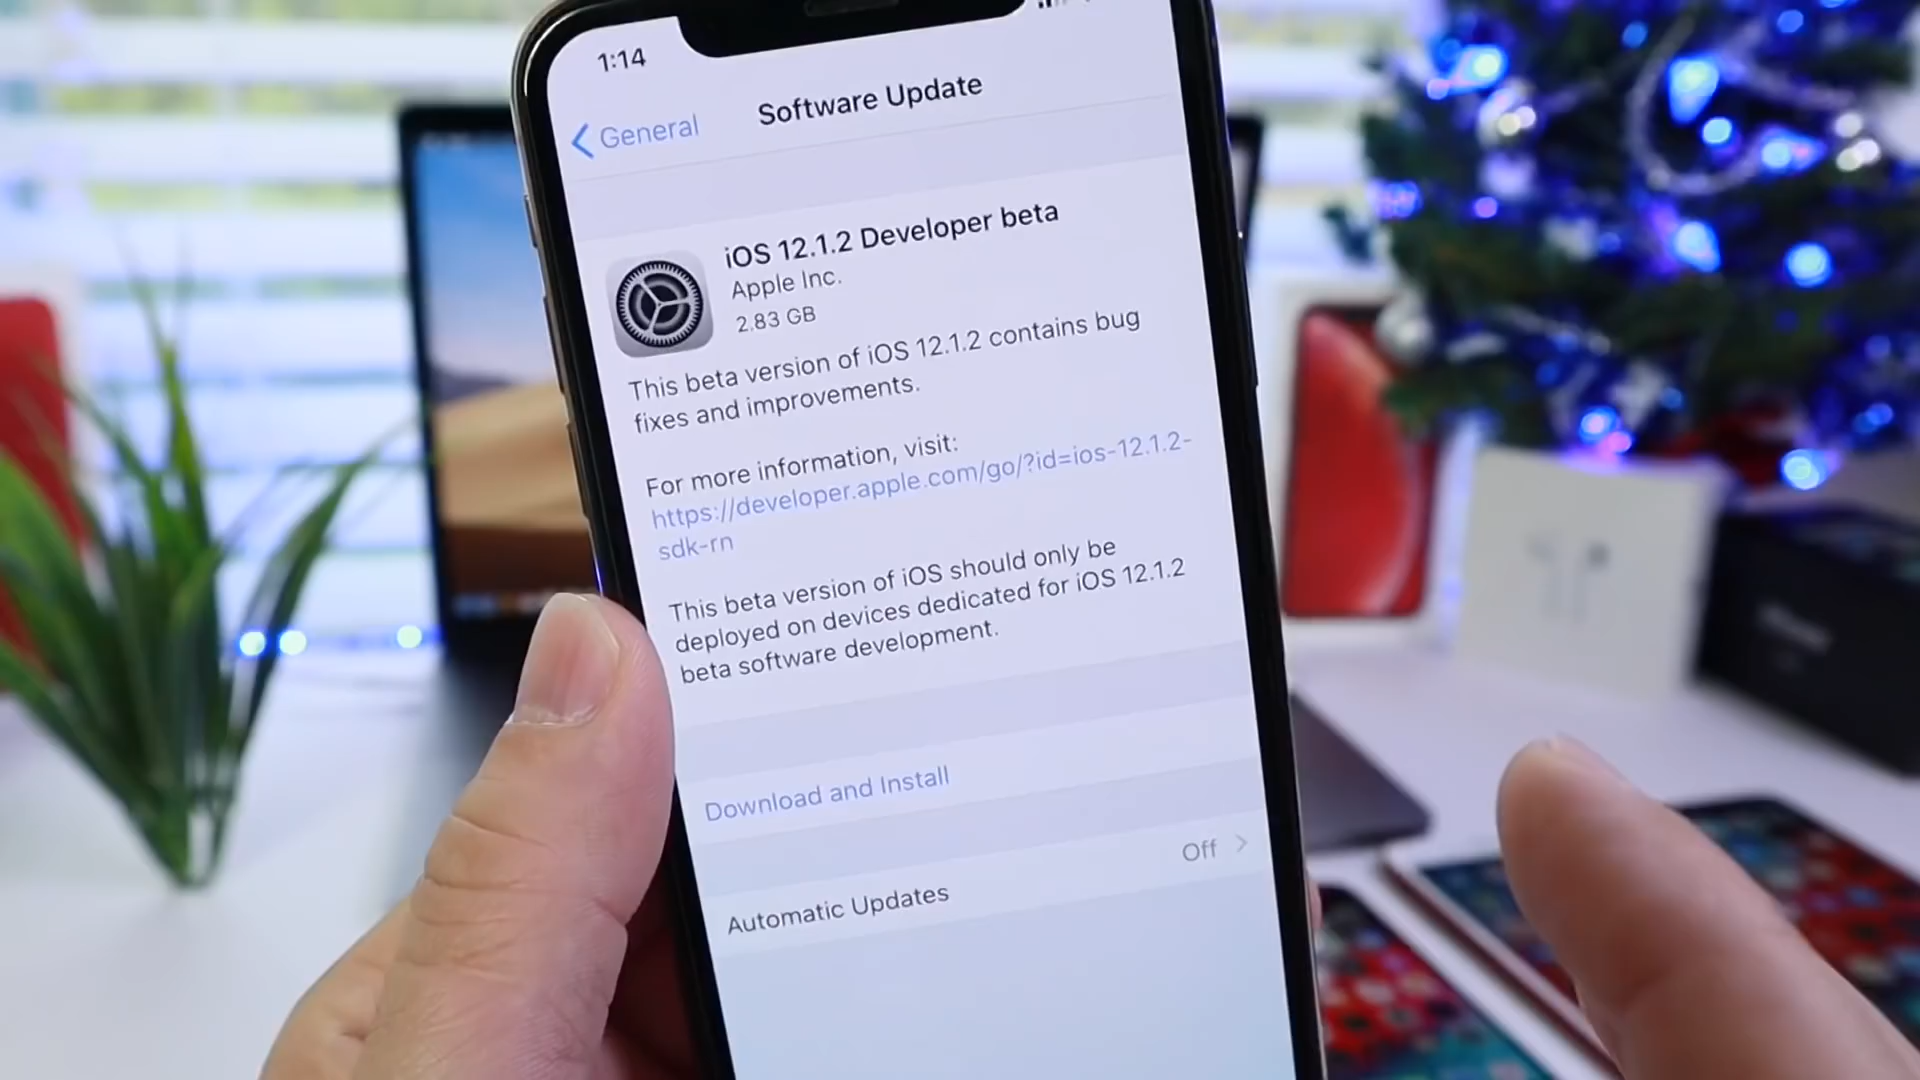 1:14
General
Software Update
iOS 12.1.2 Developer beta
Apple Inc.
2.83 GB
This beta version of iOS 12.1.2 contains bug
fixes and improvements.
For more information, visit:
https://developer.apple.com/go/?id=ios-12.1.2-
sdk-rn
This beta version of iOS should only be
deployed on devices dedicated for iOS 12.1.2
beta software development.
Download and Install
Automatic Updates
Off